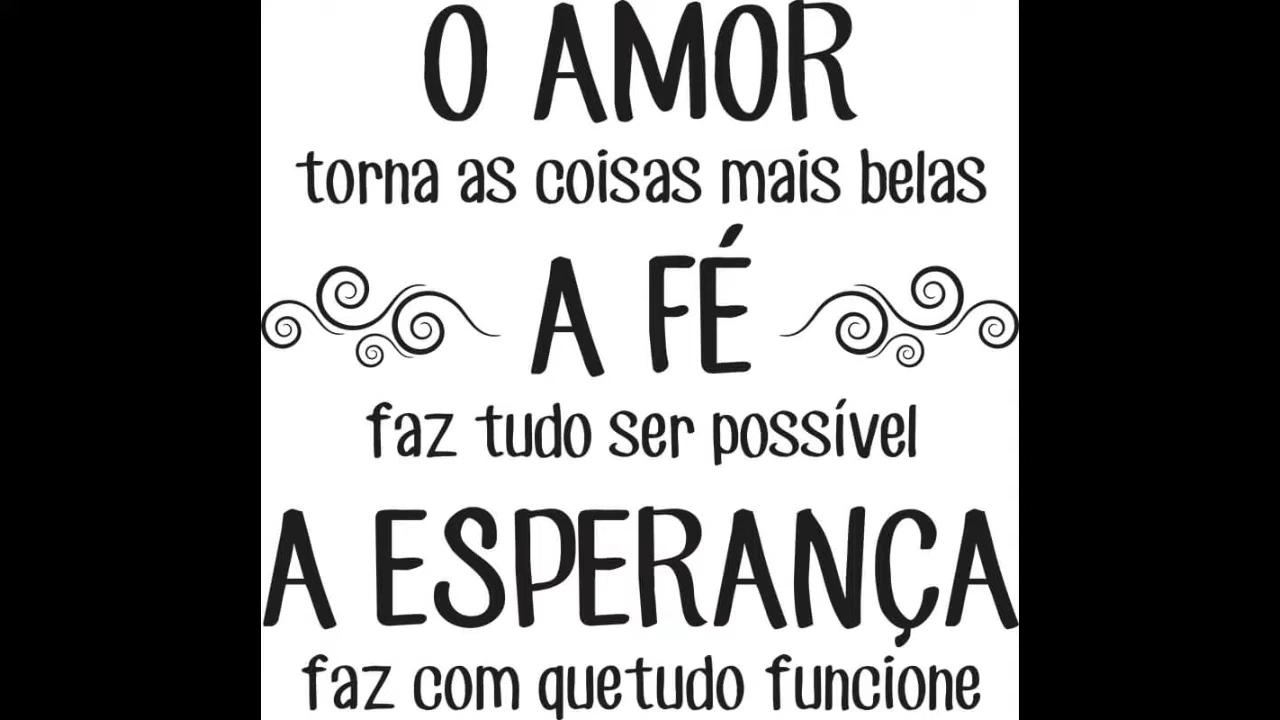 O AMOR
torna as coisas mais belas
A FÉ
faz tudo ser possível
A ESPERANÇA
faz com quetudo funcione